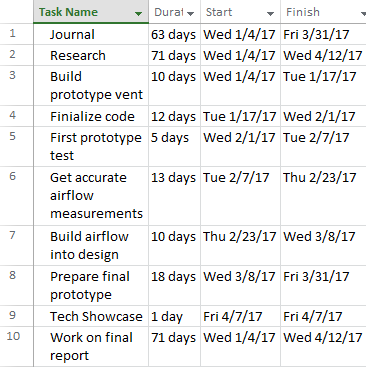 Task Name Durat Start Finish
1 Journal 63 days Wed 1/4/17 Fri 3/31/17
2 Research 71 days Wed 1/4/17 Wed 4/12/17
3 Build 10 days Wed 1/4/17 Tue 1/17/17
prototype vent
4 Finialize code 12 days Tue 1/17/17 Wed 2/1/17
5 First prototype 5 days Wed 2/1/17 Tue 2/7/17
test
6 Get accurate 13 days Tue 2/7/17 Thu 2/23/17
airflow
measurements
7 Build airflow 10 days Thu 2/23/17 Wed 3/8/17
into design
8 Prepare final 18 days Wed 3/8/17 Fri 3/31/17
prototype
9 Tech Showcase 1 day Fri 4/7/17 Fri 4/7/17
10 Work on final 71 days Wed 1/4/17 Wed 4/12/17
report